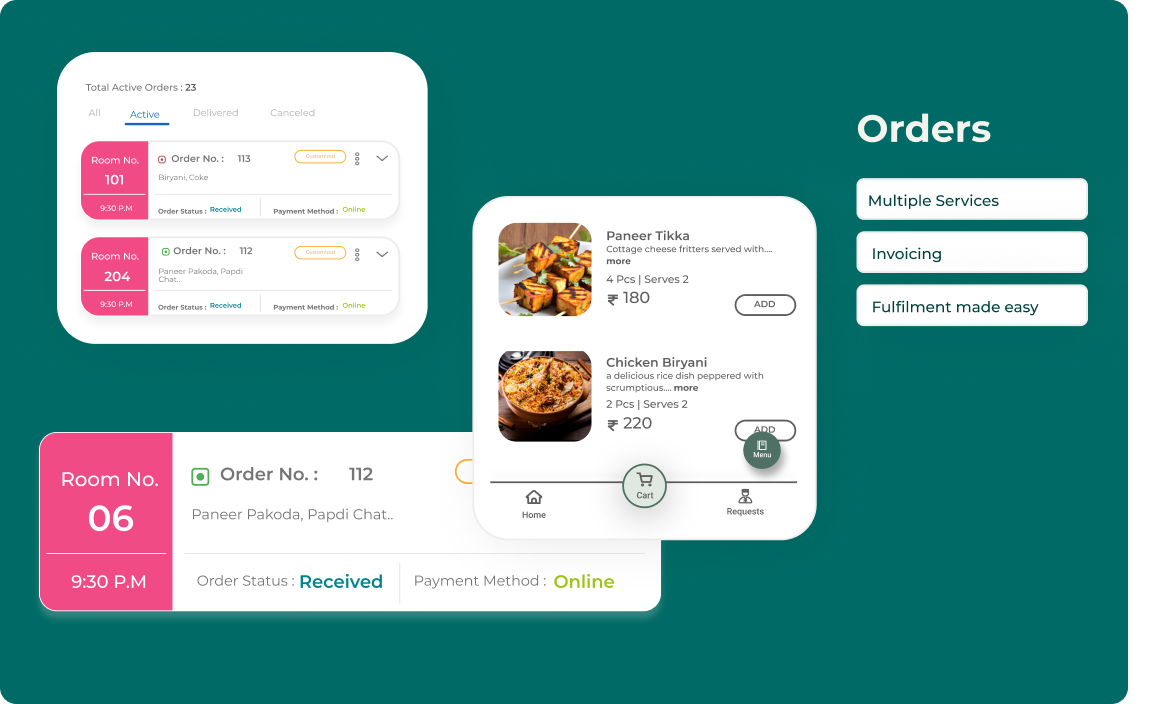 Total Active Orders : 23
All Active Delivered Canceled
Room No.
101
9:30 P.M
Order No. : 113
Customized
Biryani, Coke
Order Status : Received
Payment Method : Online
Room No.
204
9:30 P.M
Order No. : 112
Customized
Paneer Pakoda, Papdi
Chat..
Order Status : Received
Payment Method : Online
Room No.
06
9:30 P.M
Order No. : 112
Paneer Pakoda, Papdi Chat..
Order Status : Received
Payment Method : Online
Paneer Tikka
Cottage cheese fritters served with....
more
4 Pcs | Serves 2
₹ 180
ADD
Chicken Biryani
a delicious rice dish peppered with
scrumptious.... more
2 Pcs | Serves 2
₹ 220
ADD
Menu
Home
Cart
Requests
Orders
Multiple Services
Invoicing
Fulfilment made easy